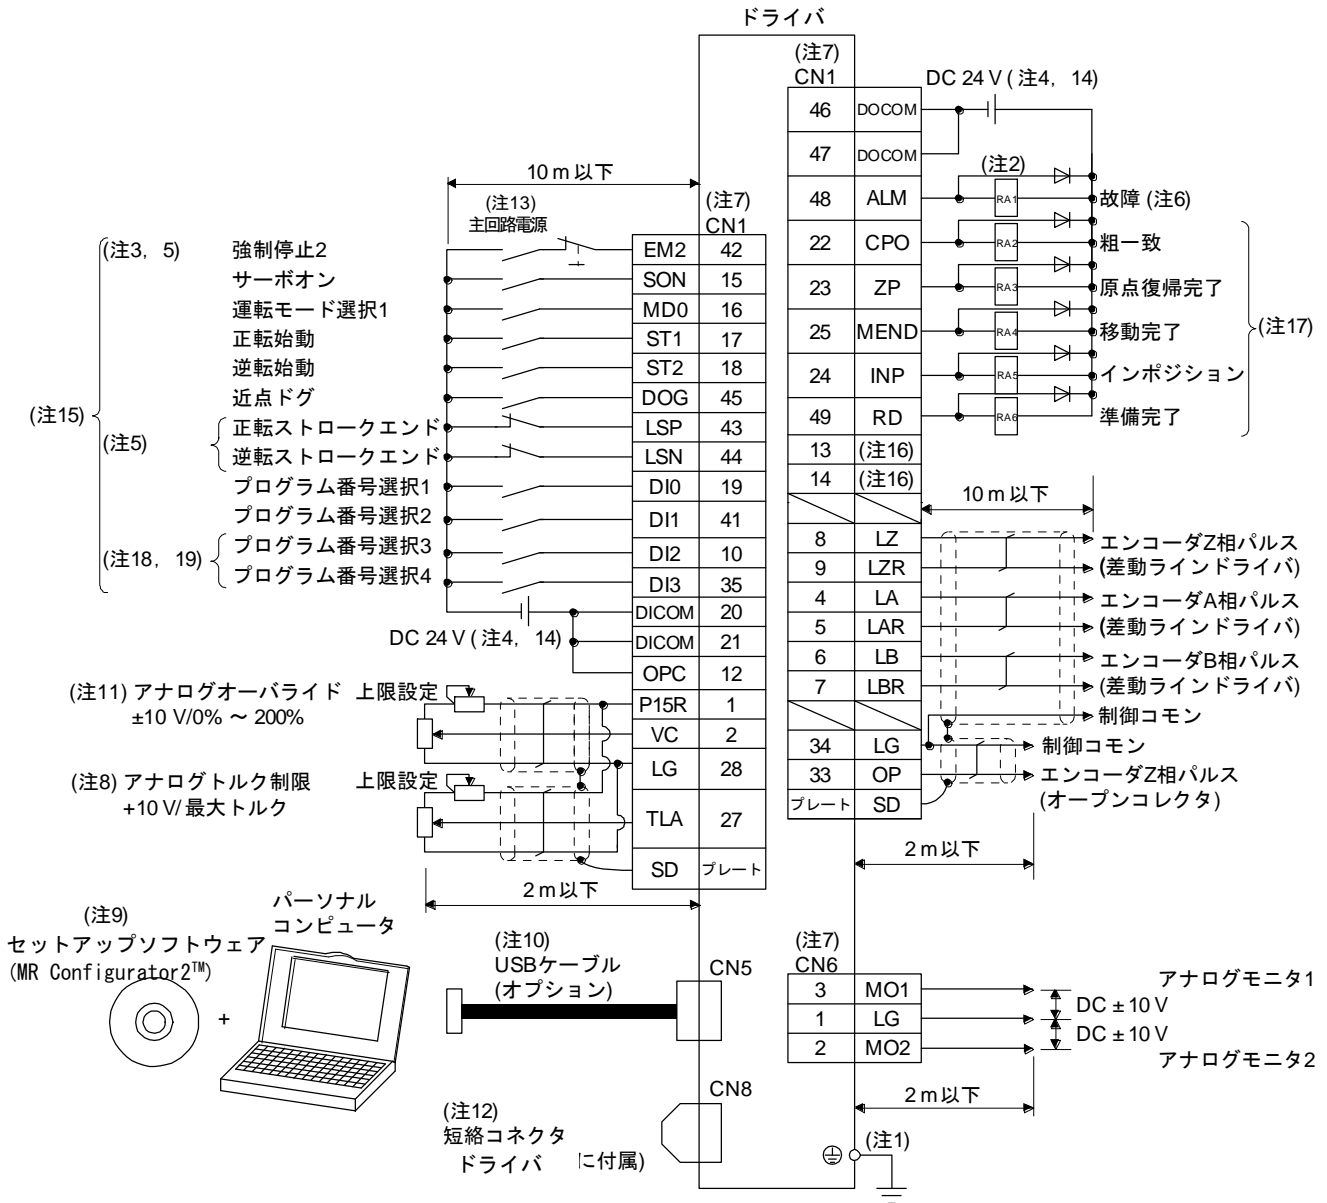 ドライバ
(注7)
CN1
DC 24 V ( 注4, 14)
46 DOCOM
47 DOCOM
(注2)
48 ALM RA1 故障 (注6)
22 CPO RA2 粗一致
23 ZP RA3 原点復帰完了
25 MEND RA4 移動完了
24 INP RA5 インポジション
49 RD RA6 準備完了
(注17)
13 (注16)
14 (注16)
10 m 以下
8 LZ エンコーダZ相パルス
9 LZR (差動ラインドライバ)
4 LA エンコーダA相パルス
5 LAR (差動ラインドライバ)
6 LB エンコーダB相パルス
7 LBR (差動ラインドライバ)
制御コモン
34 LG 制御コモン
33 OP エンコーダZ相パルス
(オープンコレクタ)
プレート SD
2 m 以下
10 m 以下
(注13)
主回路電源
(注7)
CN1
(注15)
(注3, 5) 強制停止2 EM2 42
サーボオン SON 15
運転モード選択1 MD0 16
正転始動 ST1 17
逆転始動 ST2 18
近点ドグ DOG 45
(注5)
正転ストロークエンド LSP 43
逆転ストロークエンド LSN 44
プログラム番号選択1 DI0 19
プログラム番号選択2 DI1 41
(注18, 19)
プログラム番号選択3 DI2 10
プログラム番号選択4 DI3 35
DICOM 20
DC 24 V ( 注4, 14) DICOM 21
OPC 12
(注11) アナログオーバライド 上限設定 P15R 1
±10 V/0% ～ 200%
VC 2
LG 28
(注8) アナログトルク制限 上限設定
+10 V/ 最大トルク
TLA 27
SD プレート
2 m 以下
(注9)
セットアップソフトウェア
(MR Configurator2™)
+
パーソナル
コンピュータ
(注10)
USBケーブル
(オプション)
CN5
(注12)
短絡コネクタ
ドライバ に付属)
CN8
(注7)
CN6
3 MO1 アナログモニタ1
DC ± 10 V
1 LG
DC ± 10 V
2 MO2 アナログモニタ2
2 m 以下
(注1)